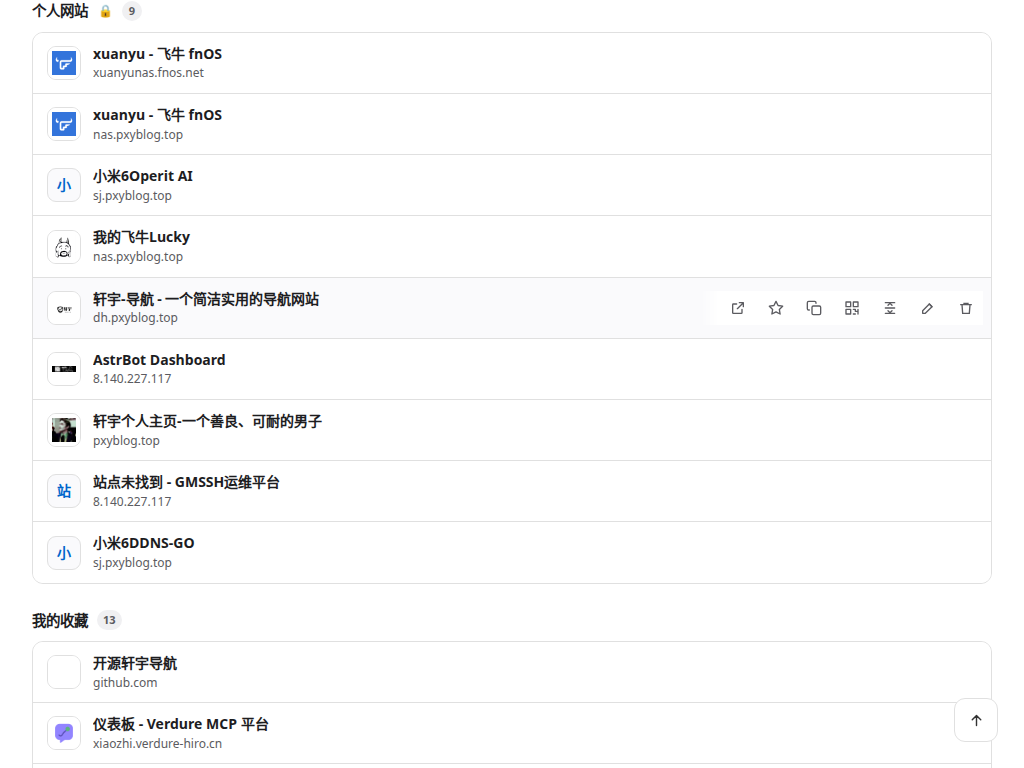 个人网站 🔒 9
xuanyu - 飞牛 fnOS
xuanyunas.fnos.net
xuanyu - 飞牛 fnOS
nas.pxyblog.top
小
小米6Operit AI
sj.pxyblog.top
我的飞牛Lucky
nas.pxyblog.top
轩宇-导航 - 一个简洁实用的导航网站
dh.pxyblog.top
AstrBot Dashboard
8.140.227.117
轩宇个人主页-一个善良、可耐的男子
pxyblog.top
站
站点未找到 - GMSSH运维平台
8.140.227.117
小
小米6DDNS-GO
sj.pxyblog.top
我的收藏 13
开源轩宇导航
github.com
仪表板 - Verdure MCP 平台
xiaozhi.verdure-hiro.cn